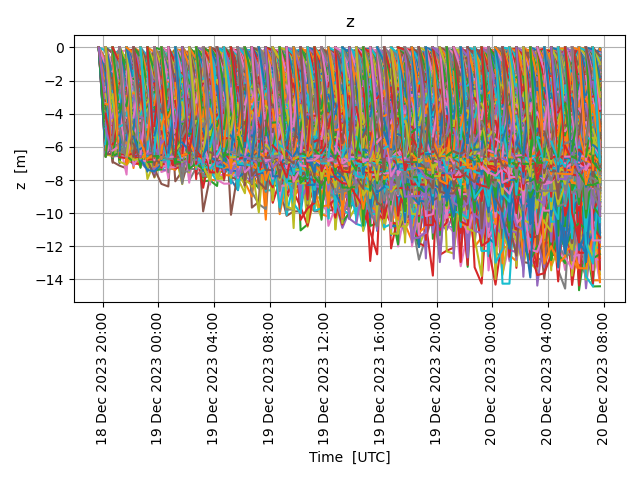 z
0
−2
−4
−6
−8
−10
−12
−14
z [m]
18 Dec 2023 20:00
19 Dec 2023 00:00
19 Dec 2023 04:00
19 Dec 2023 08:00
19 Dec 2023 12:00
19 Dec 2023 16:00
19 Dec 2023 20:00
20 Dec 2023 00:00
20 Dec 2023 04:00
20 Dec 2023 08:00
Time [UTC]